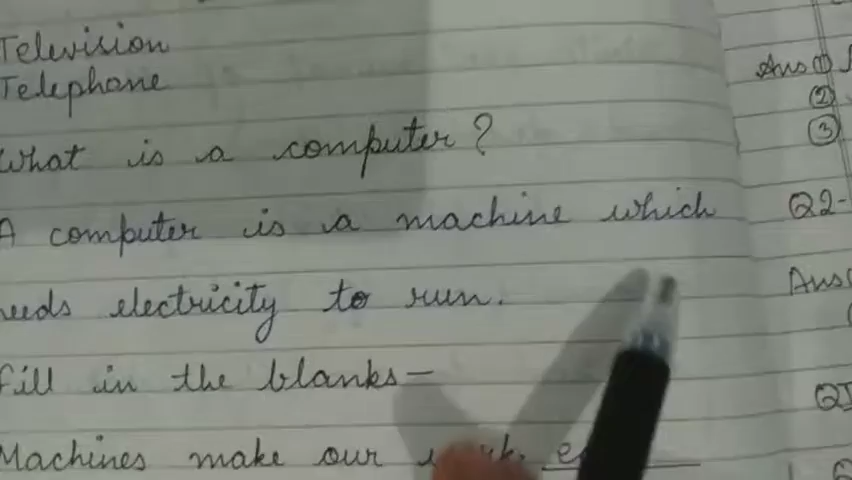 Television
Telephone
What is a computer?
A computer is a machine which
needs electricity to run.
Fill in the blanks—
Machines make our
Ans ①
②
③
Q2-
Ans